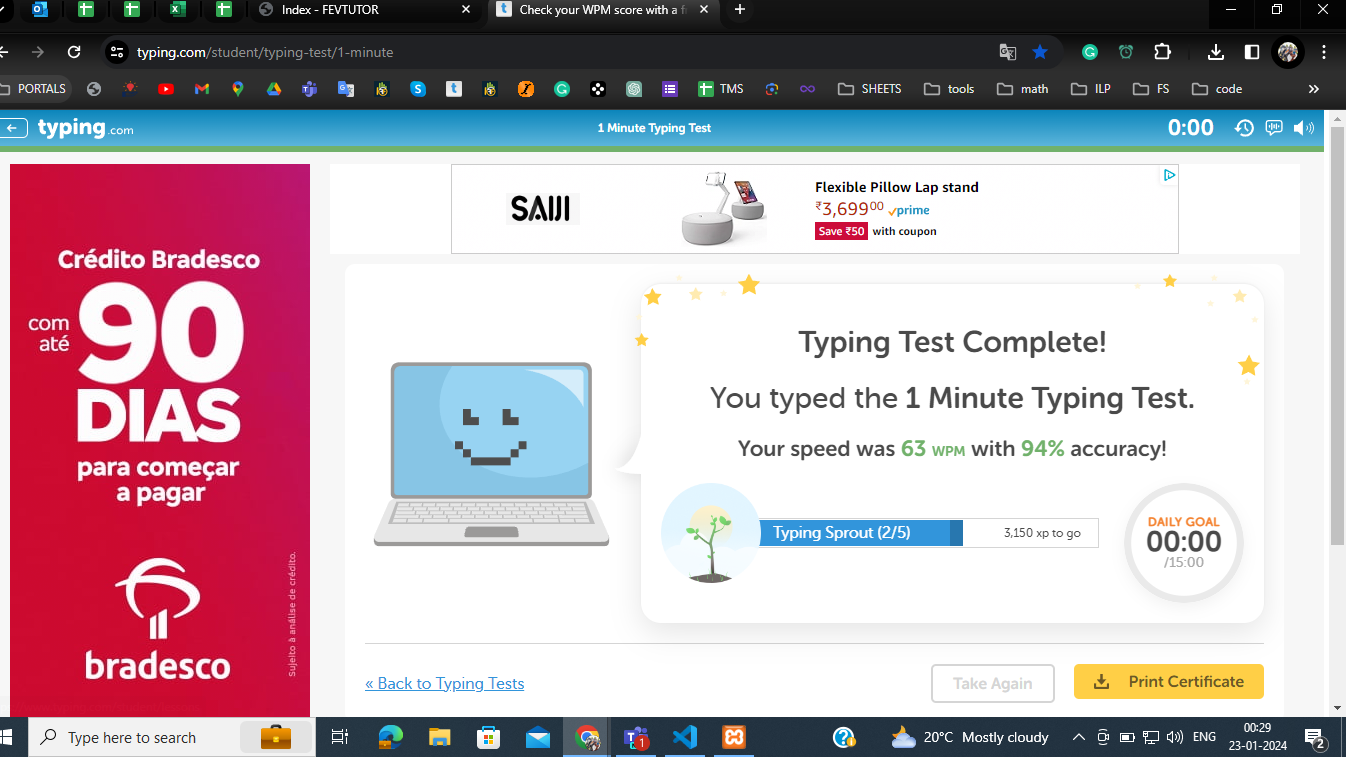 Index - FEVTUTOR
Check your WPM score with a f
typing.com/student/typing-test/1-minute
PORTALS
TMS
SHEETS
tools
math
ILP
FS
code
typing.com
1 Minute Typing Test
0:00
Crédito Bradesco
com até
90
DIAS
para começar
a pagar
bradesco
Sujeito à análise de crédito.
SAIJI
Flexible Pillow Lap stand
₹3,699⁰⁰ prime
Save ₹50 with coupon
Typing Test Complete!
You typed the 1 Minute Typing Test.
Your speed was 63 WPM with 94% accuracy!
Typing Sprout (2/5)
3,150 xp to go
DAILY GOAL
00:00
/15:00
« Back to Typing Tests
Take Again
Print Certificate
Type here to search
1
20°C Mostly cloudy
ENG
00:29
23-01-2024
2